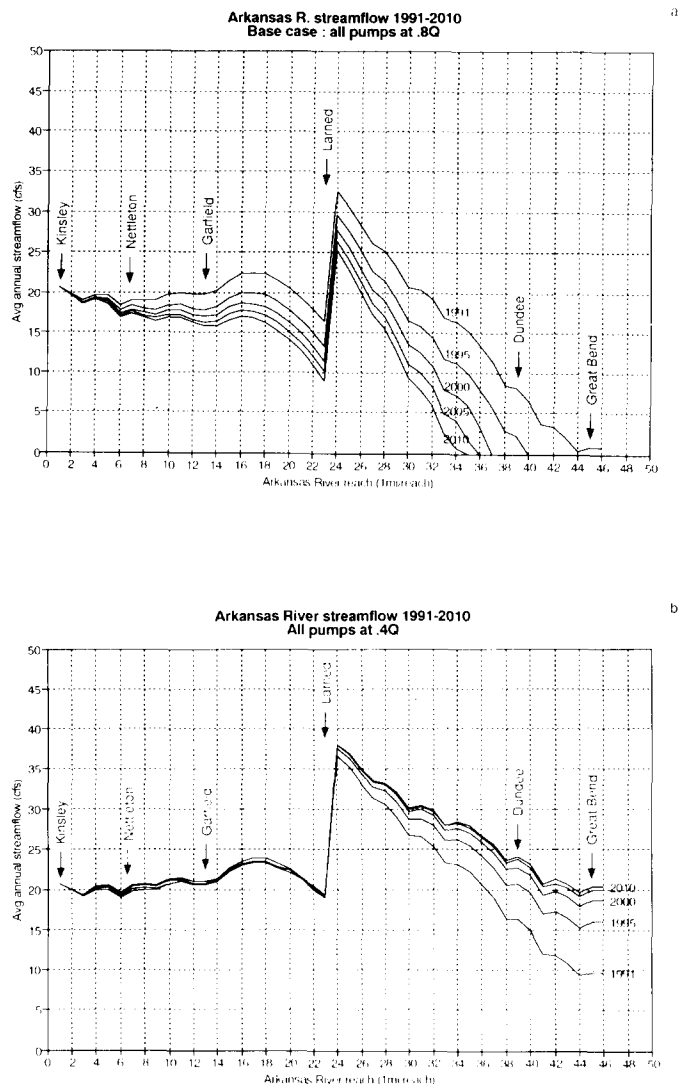 a
Arkansas R. streamflow 1991-2010
Base case : all pumps at .8Q
Avg annual streamflow (cfs)
50
45
40
35
30
25
20
15
10
5
0
Kinsley
Nettleton
Garfield
Larned
Dundee
Great Bend
1991
1995
2000
2005
2010
0 2 4 6 8 10 12 14 16 18 20 22 24 26 28 30 32 34 36 38 40 42 44 46 48 50
Arkansas River reach (1mi/reach)
b
Arkansas River streamflow 1991-2010
All pumps at .4Q
Avg annual streamflow (cfs)
50
45
40
35
30
25
20
15
10
5
0
Kinsley
Nettleton
Garfield
Larned
Dundee
Great Bend
2010
2000
1995
1991
0 2 4 6 8 10 12 14 16 18 20 22 24 26 28 30 32 34 36 38 40 42 44 46 48 50
Arkansas River reach (1mi/reach)